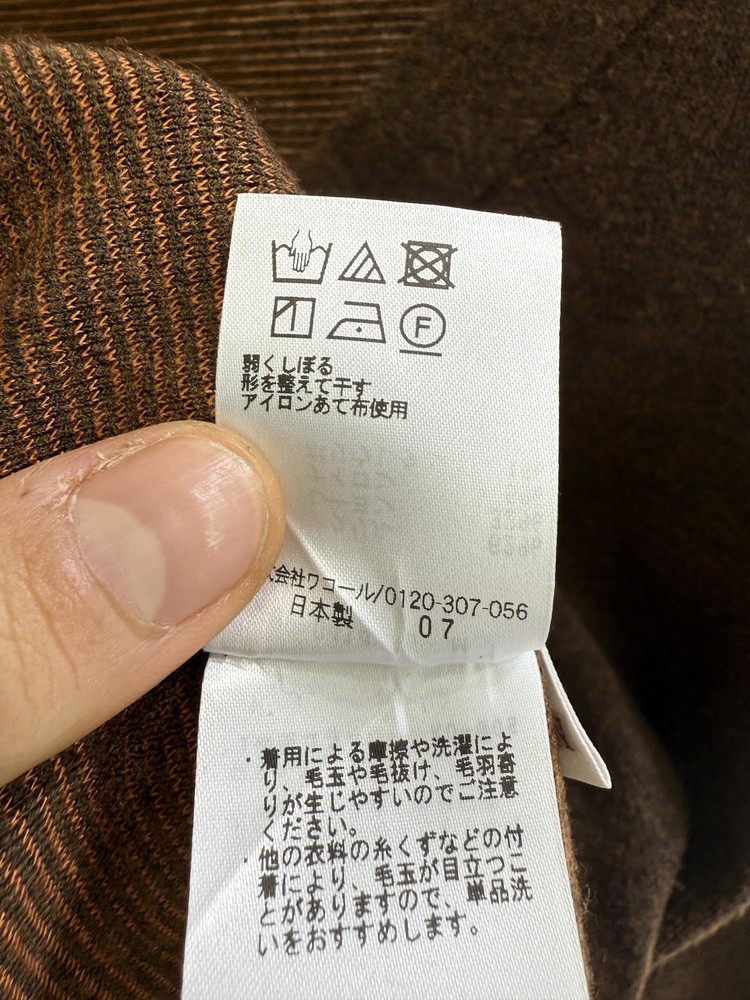 F
弱くしぼる
形を整えて干す
アイロンあて布使用
式会社ワコール/0120-307-056
日本製 07
・着用による摩擦や洗濯によ
り、毛玉や毛抜け、毛羽寄
りが生じやすいのでご注意
ください。
・他の衣料の糸くずなどの付
着により、毛玉が目立つこ
とがありますので、単品洗
いをおすすめします。